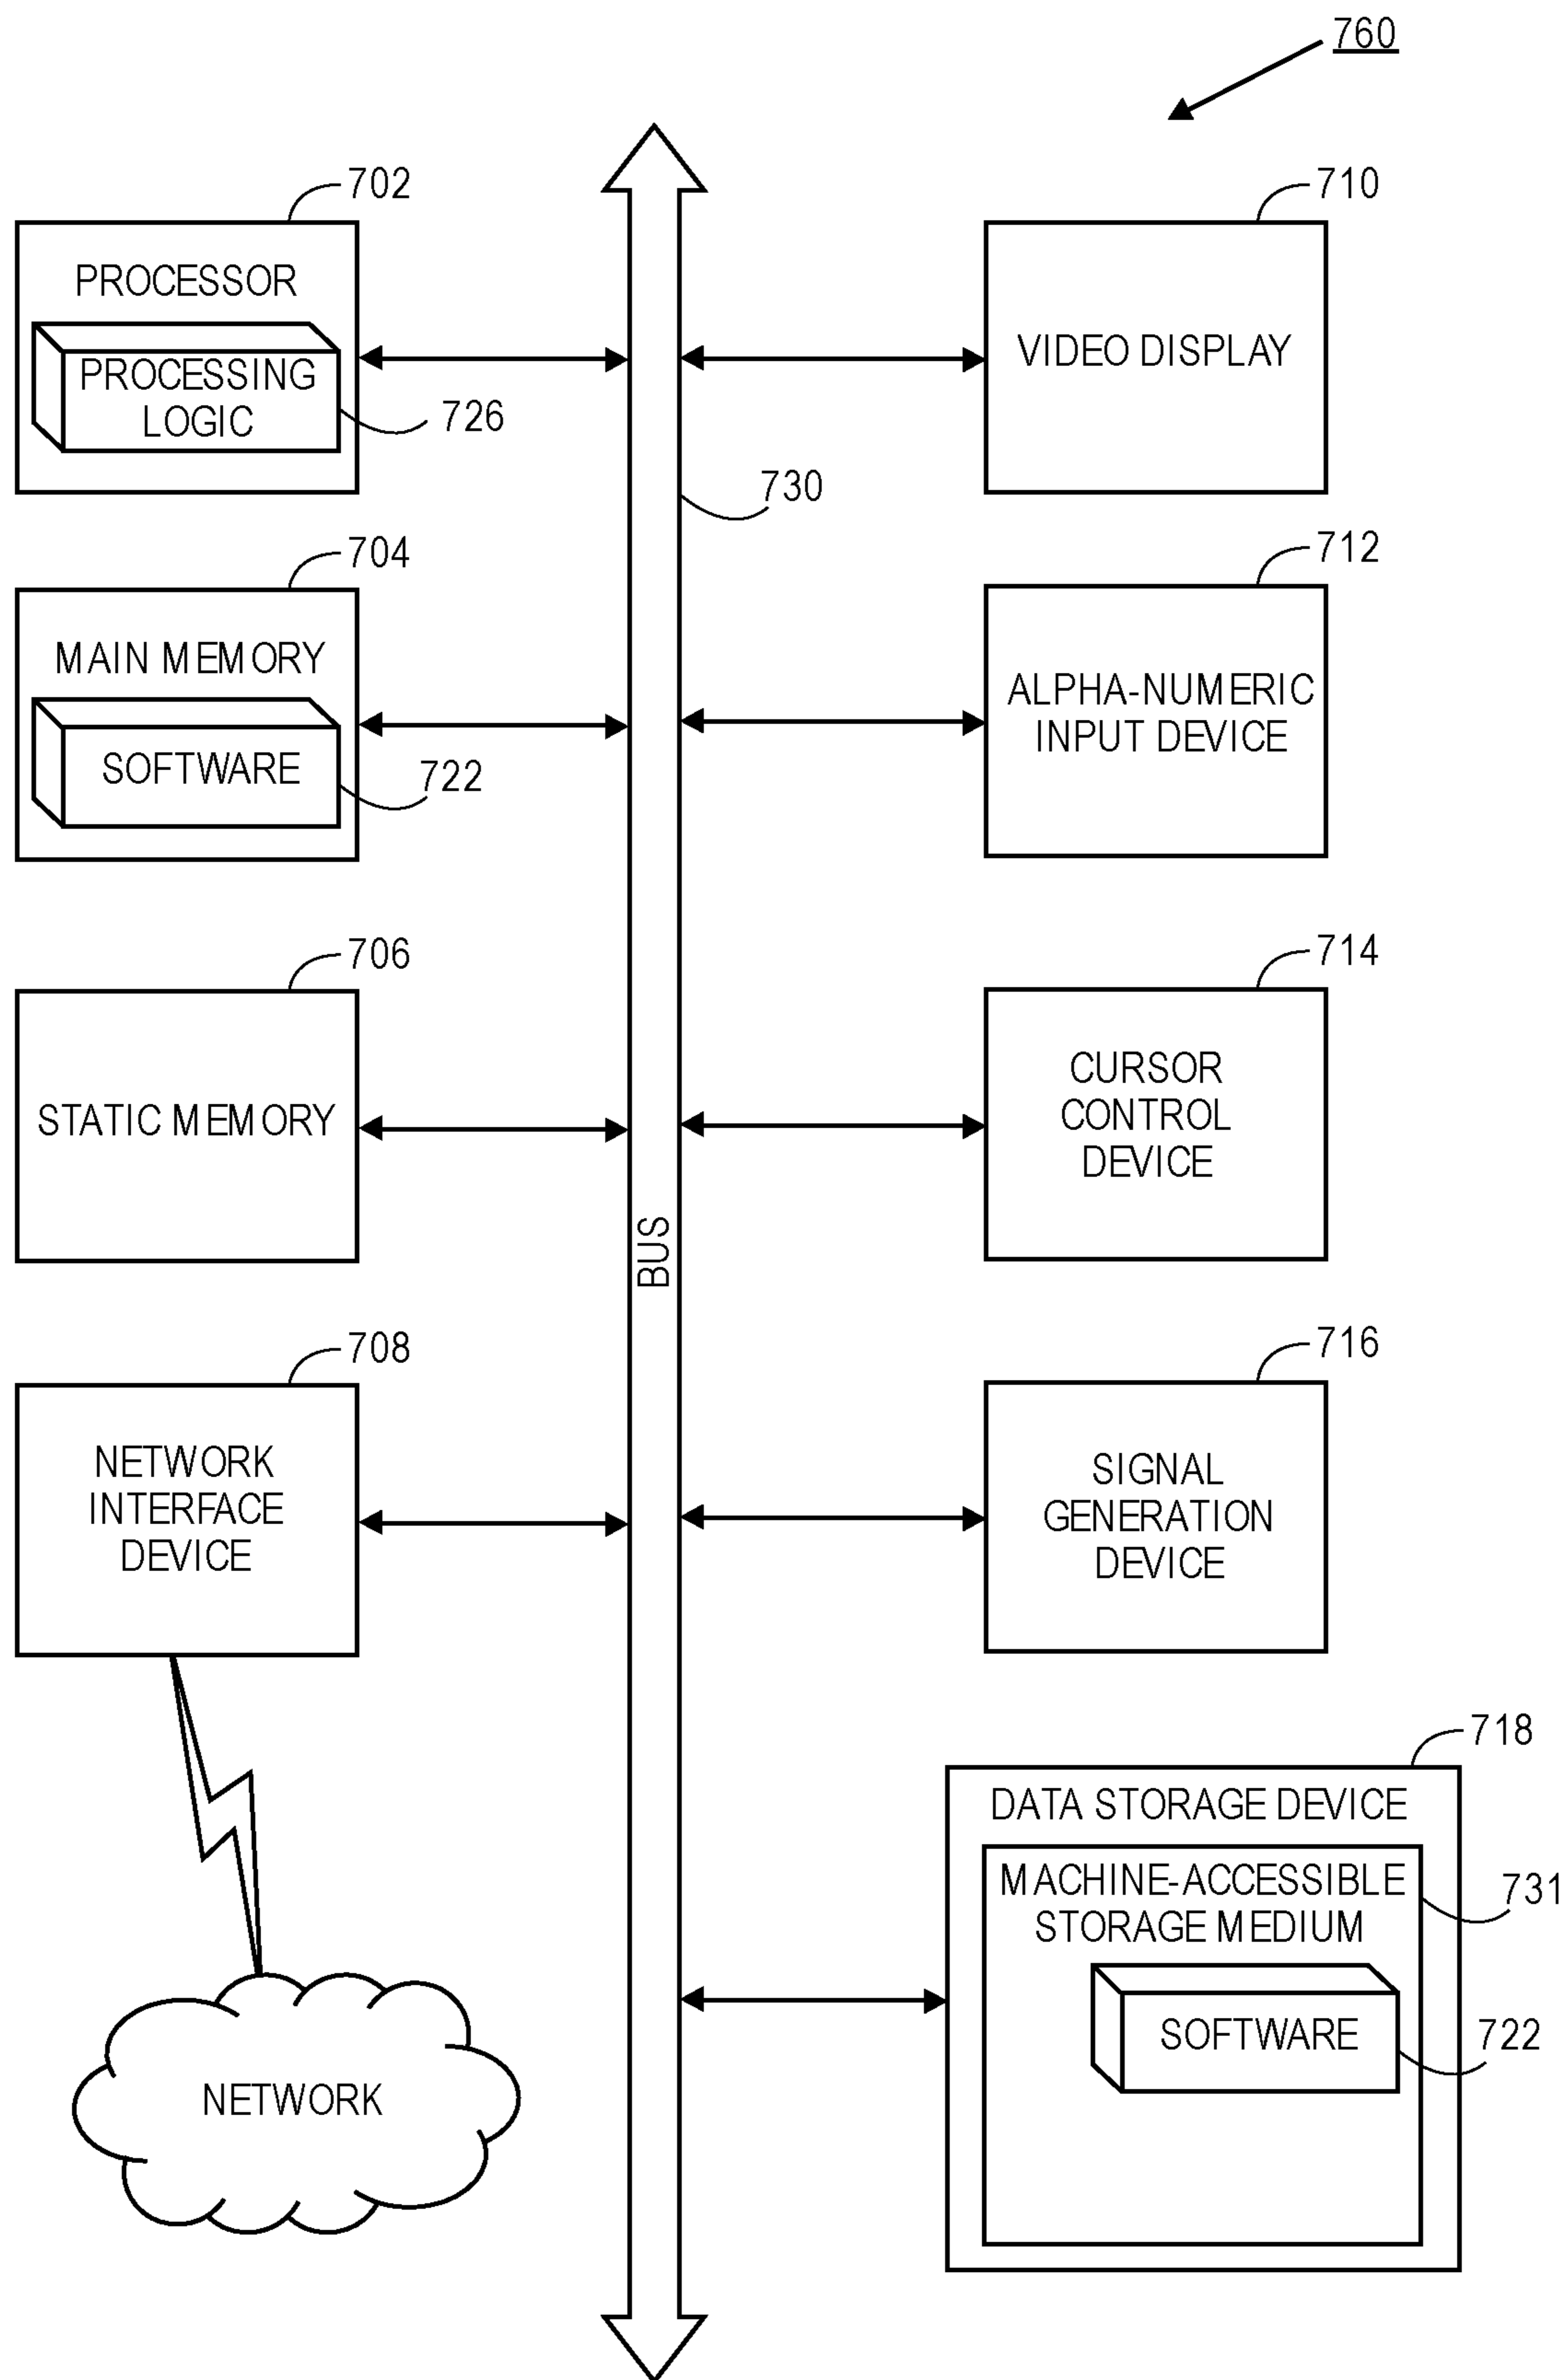 760
702
PROCESSOR
PROCESSING
LOGIC
726
704
MAIN MEMORY
SOFTWARE
722
706
STATIC MEMORY
708
NETWORK
INTERFACE
DEVICE
NETWORK
730
BUS
710
VIDEO DISPLAY
712
ALPHA-NUMERIC
INPUT DEVICE
714
CURSOR
CONTROL
DEVICE
716
SIGNAL
GENERATION
DEVICE
718
DATA STORAGE DEVICE
MACHINE-ACCESSIBLE
STORAGE MEDIUM
731
SOFTWARE
722